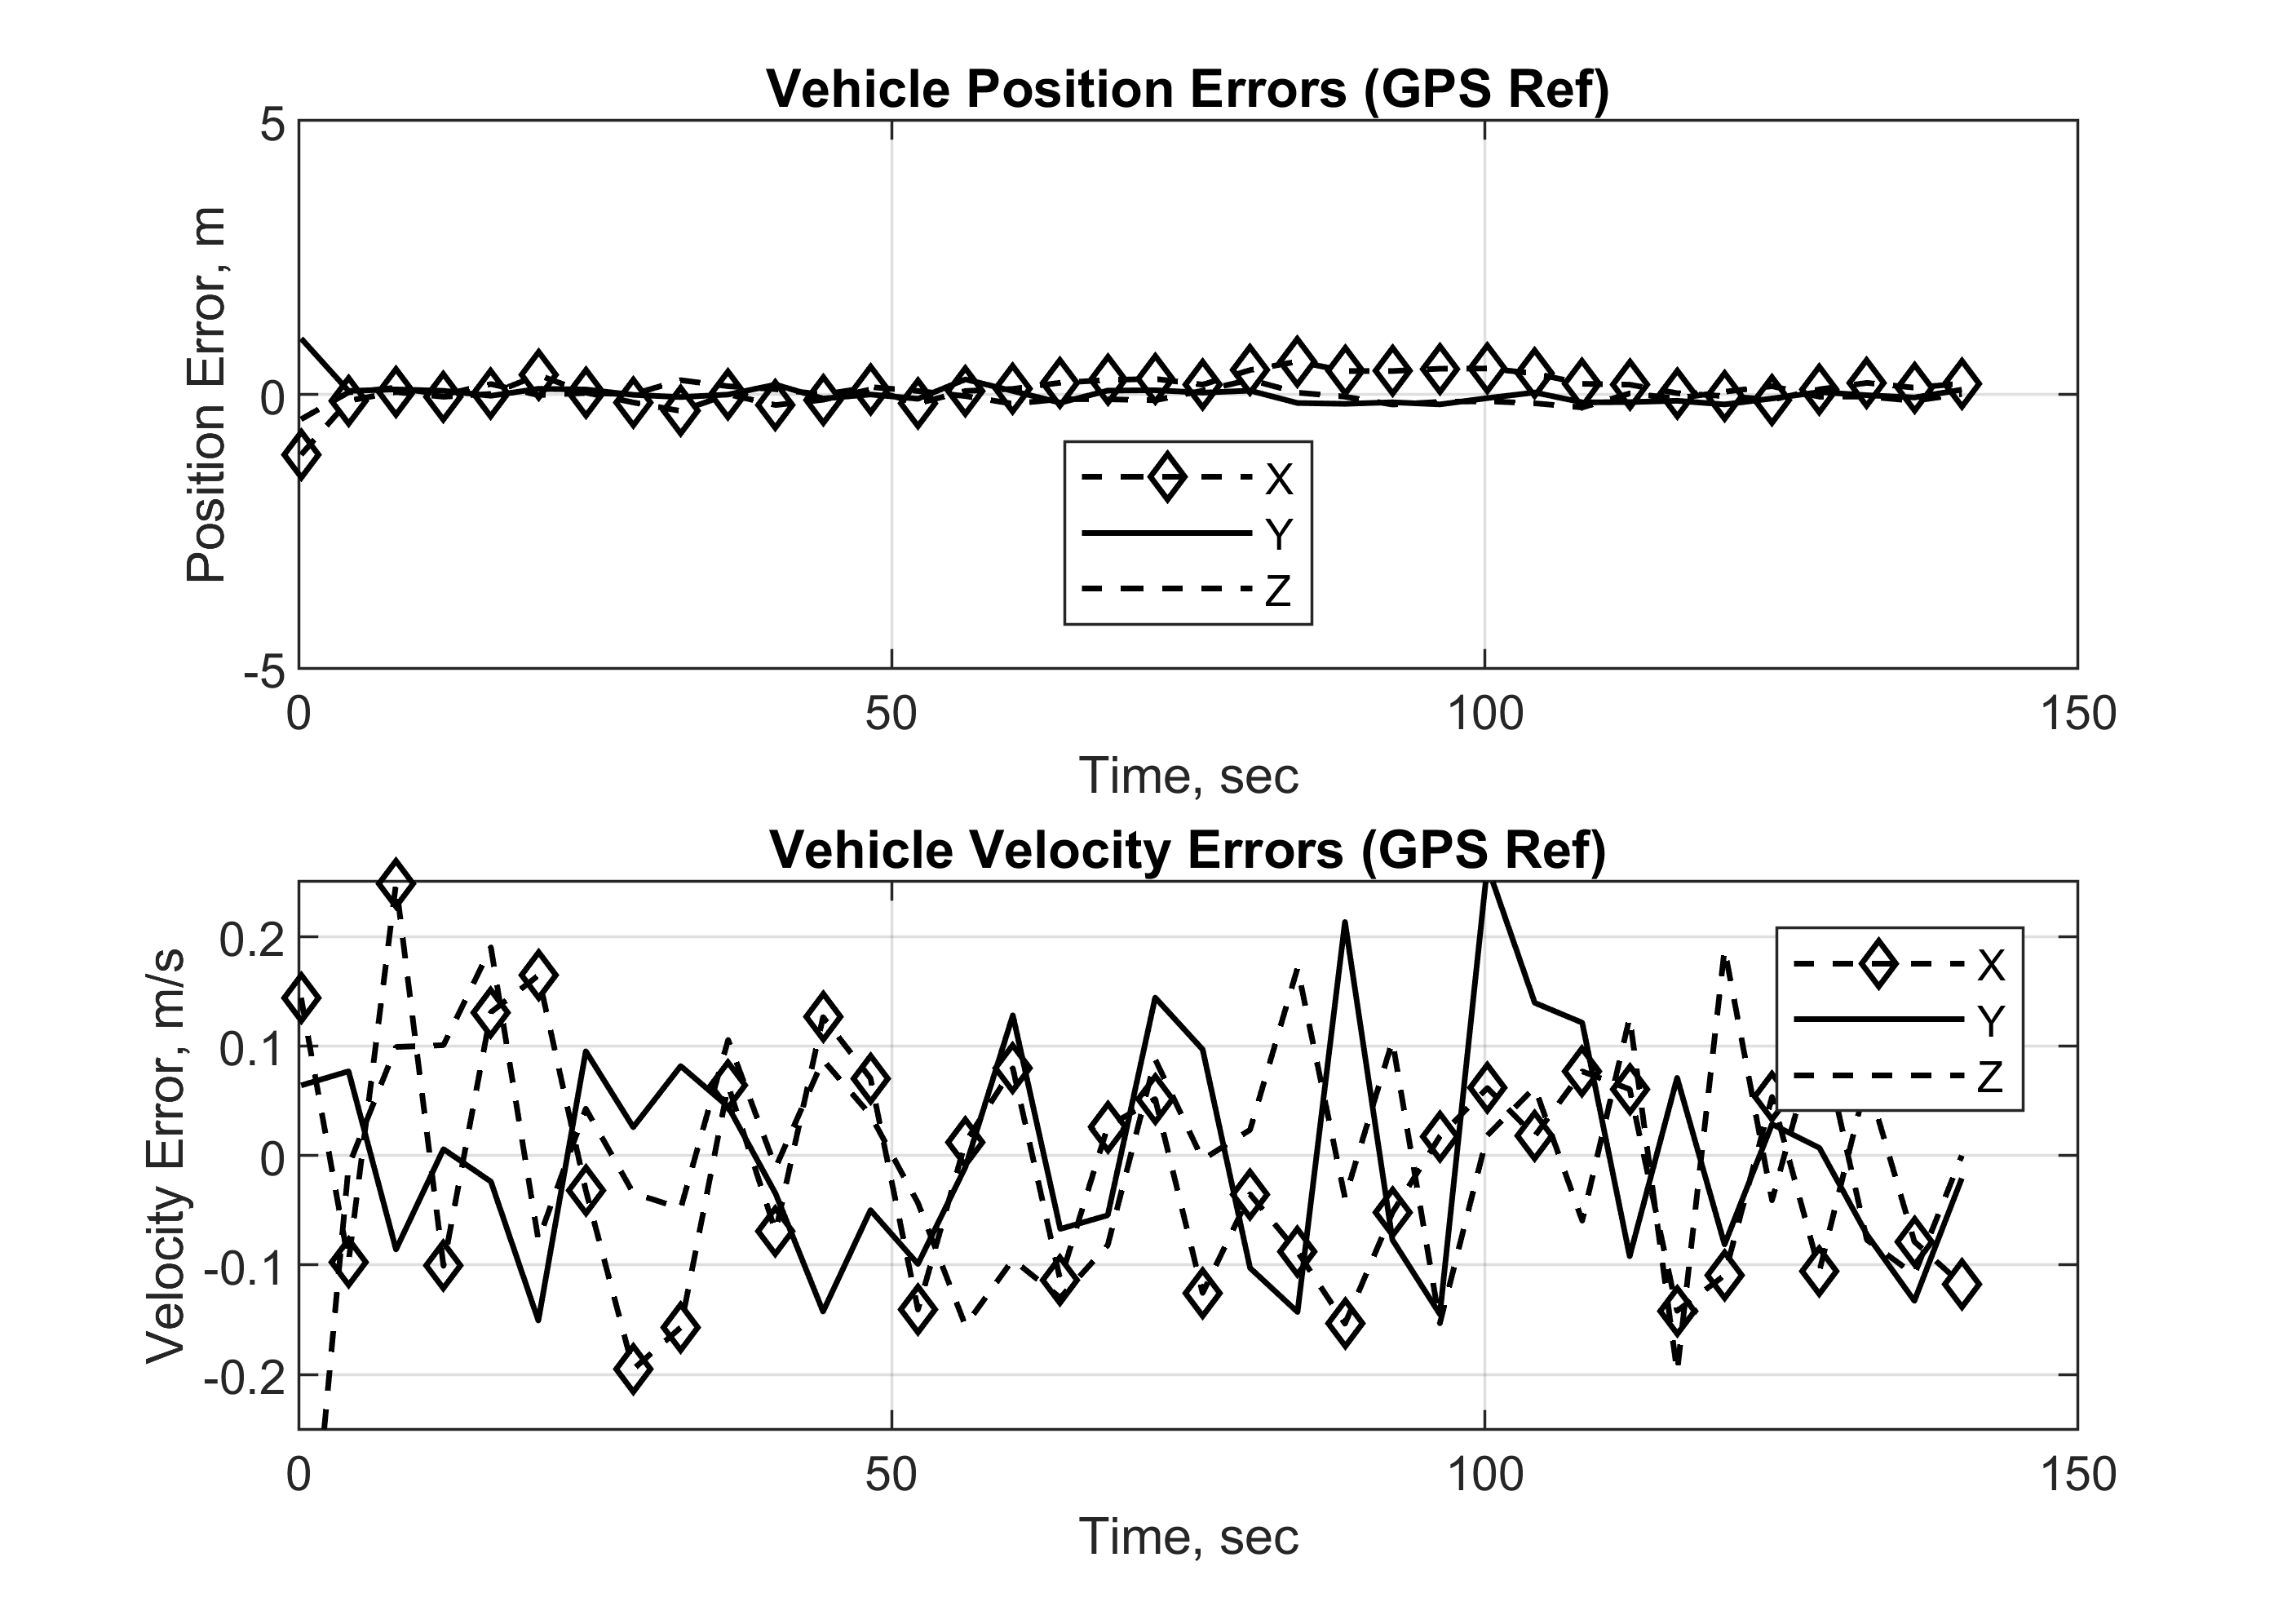 Vehicle Position Errors (GPS Ref)
5
0
-5
Position Error, m
X
Y
Z
0 50 100 150
Time, sec
Vehicle Velocity Errors (GPS Ref)
0.2
0.1
0
-0.1
-0.2
Velocity Error, m/s
X
Y
Z
0 50 100 150
Time, sec